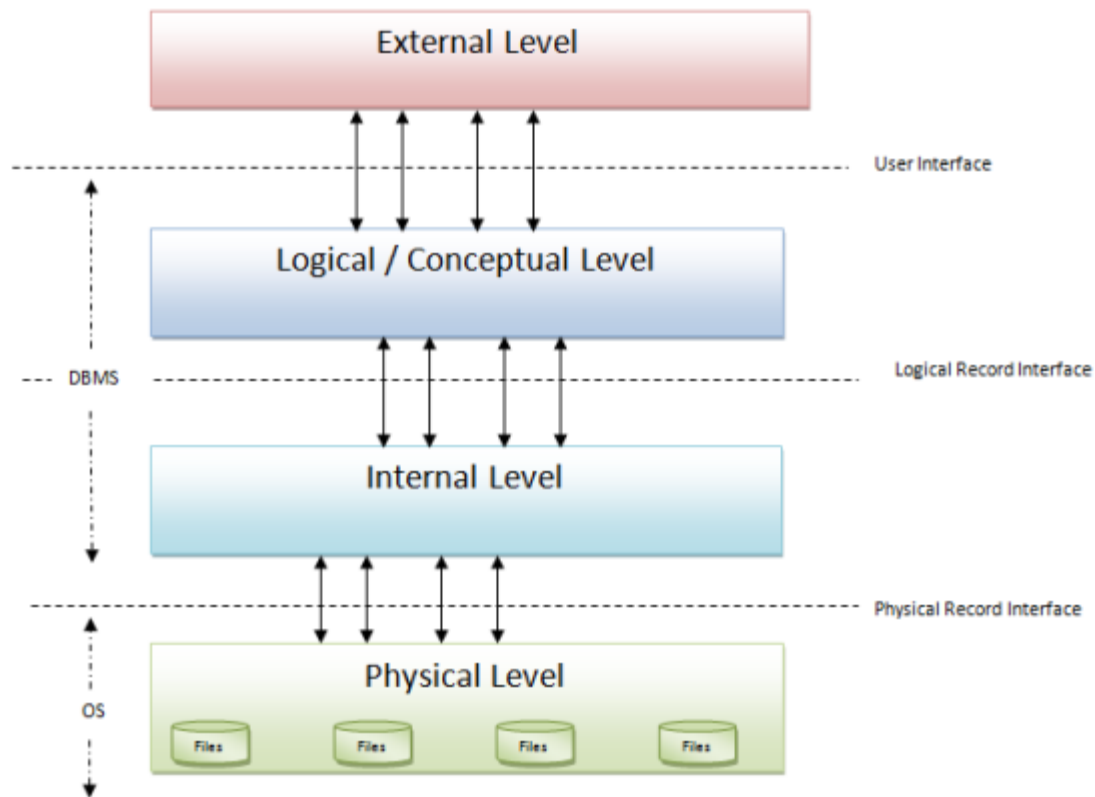 External Level
User Interface
Logical / Conceptual Level
DBMS
Logical Record Interface
Internal Level
Physical Record Interface
Physical Level
OS
Files
Files
Files
Files